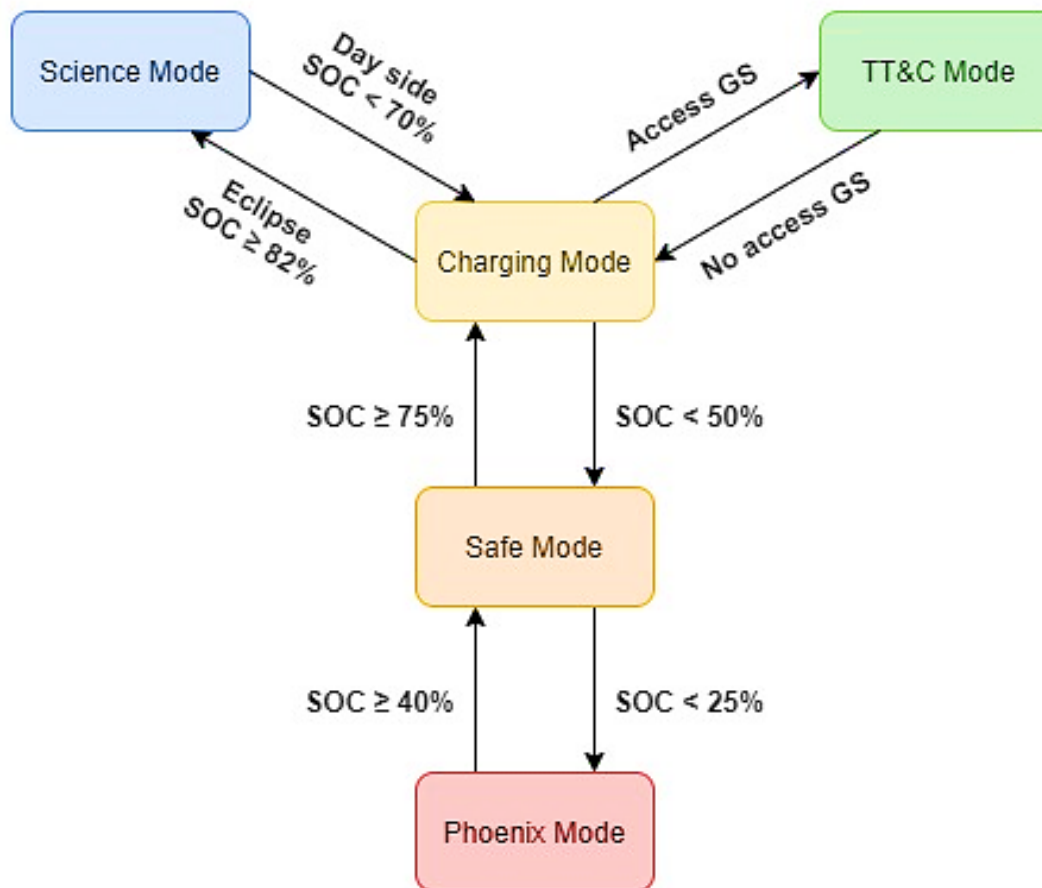 Science Mode
TT&C Mode
Day side
SOC < 70%
Access GS
Eclipse
SOC ≥ 82%
No access GS
Charging Mode
SOC ≥ 75%
SOC < 50%
Safe Mode
SOC ≥ 40%
SOC < 25%
Phoenix Mode